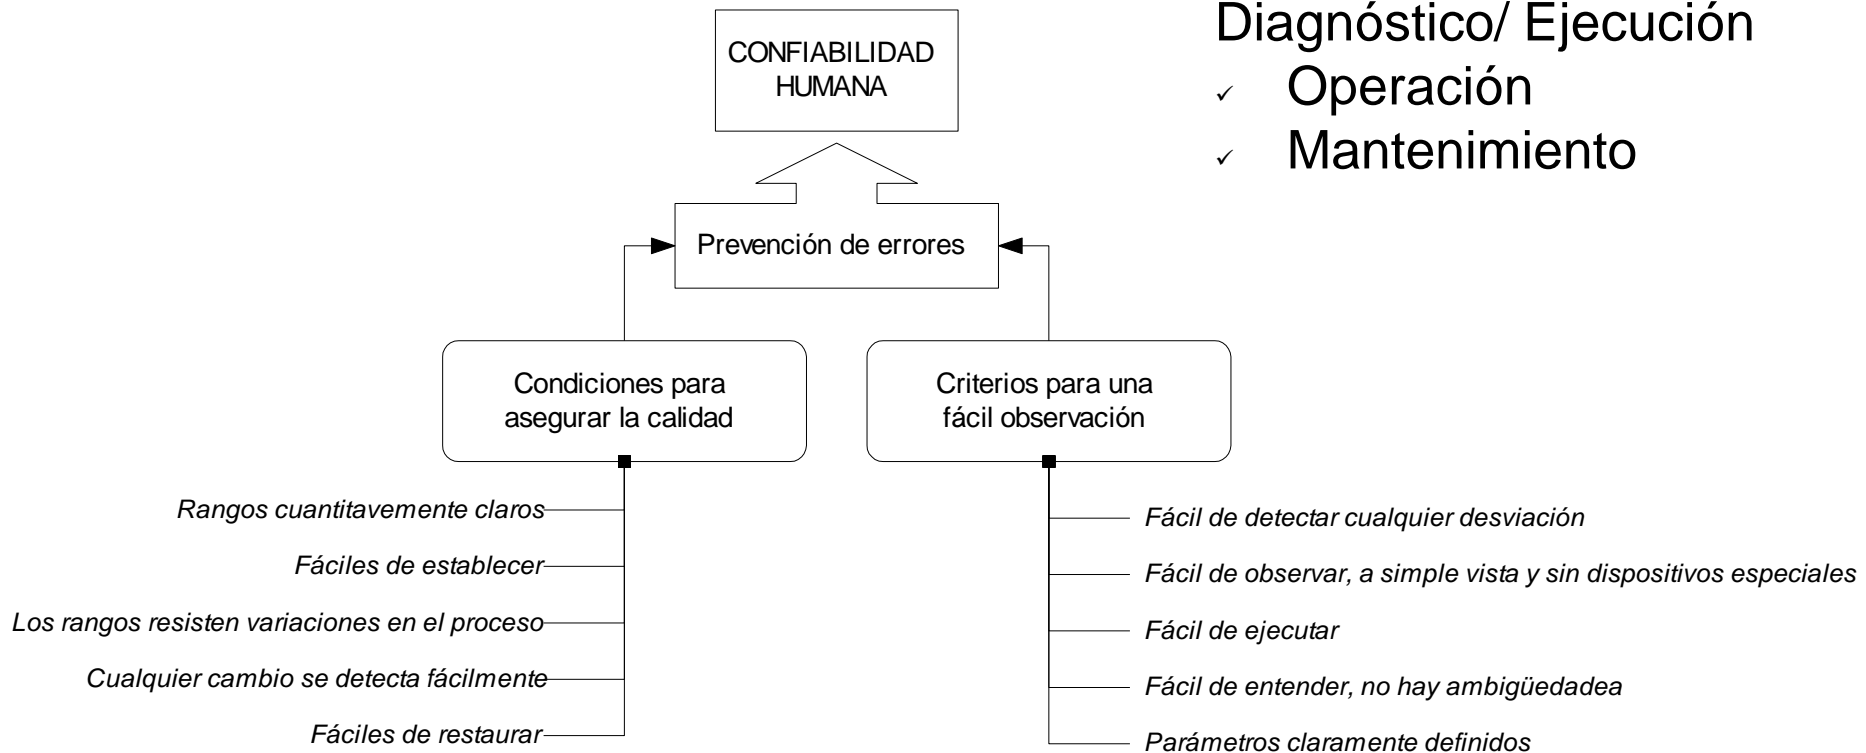 Diagnóstico/ Ejecución
✓ Operación
✓ Mantenimiento
CONFIABILIDAD
HUMANA
Prevención de errores
Condiciones para
asegurar la calidad
Rangos cuantitavemente claros
Fáciles de establecer
Los rangos resisten variaciones en el proceso
Cualquier cambio se detecta fácilmente
Fáciles de restaurar
Criterios para una
fácil observación
Fácil de detectar cualquier desviación
Fácil de observar, a simple vista y sin dispositivos especiales
Fácil de ejecutar
Fácil de entender, no hay ambigüedadea
Parámetros claramente definidos